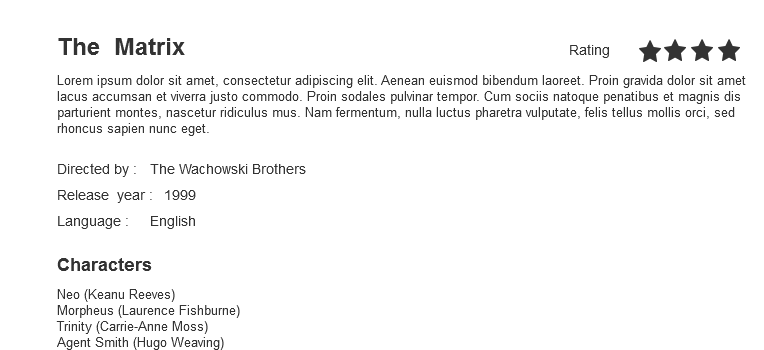 The Matrix
Rating
Lorem ipsum dolor sit amet, consectetur adipiscing elit. Aenean euismod bibendum laoreet. Proin gravida dolor sit amet
lacus accumsan et viverra justo commodo. Proin sodales pulvinar tempor. Cum sociis natoque penatibus et magnis dis
parturient montes, nascetur ridiculus mus. Nam fermentum, nulla luctus pharetra vulputate, felis tellus mollis orci, sed
rhoncus sapien nunc eget.
Directed by : The Wachowski Brothers
Release year : 1999
Language : English
Characters
Neo (Keanu Reeves)
Morpheus (Laurence Fishburne)
Trinity (Carrie-Anne Moss)
Agent Smith (Hugo Weaving)